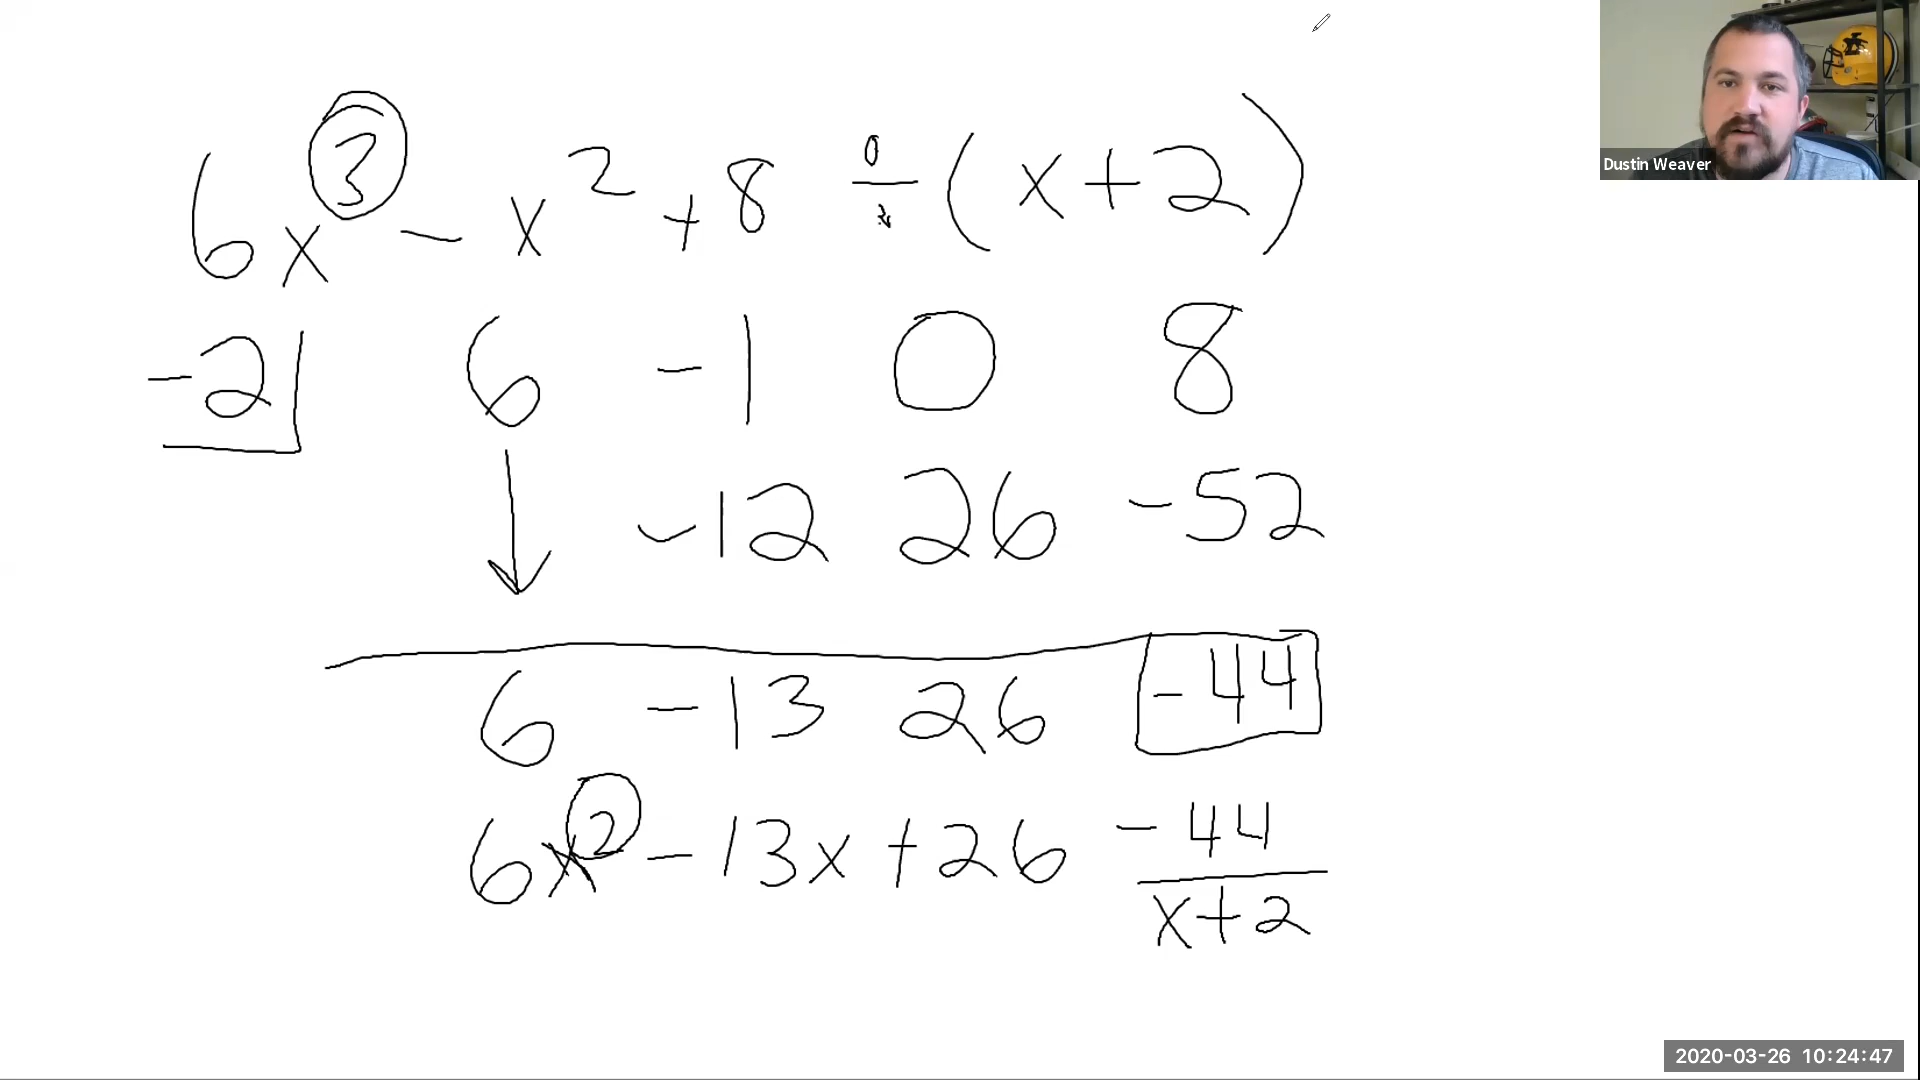 6x³ - x² + 8 ÷ (x+2)
Dustin Weaver
-2 6 -1 0 8
-12 26 -52
6 -13 26 -44
6x² - 13x + 26 -44/x+2
2020-03-26 10:24:47